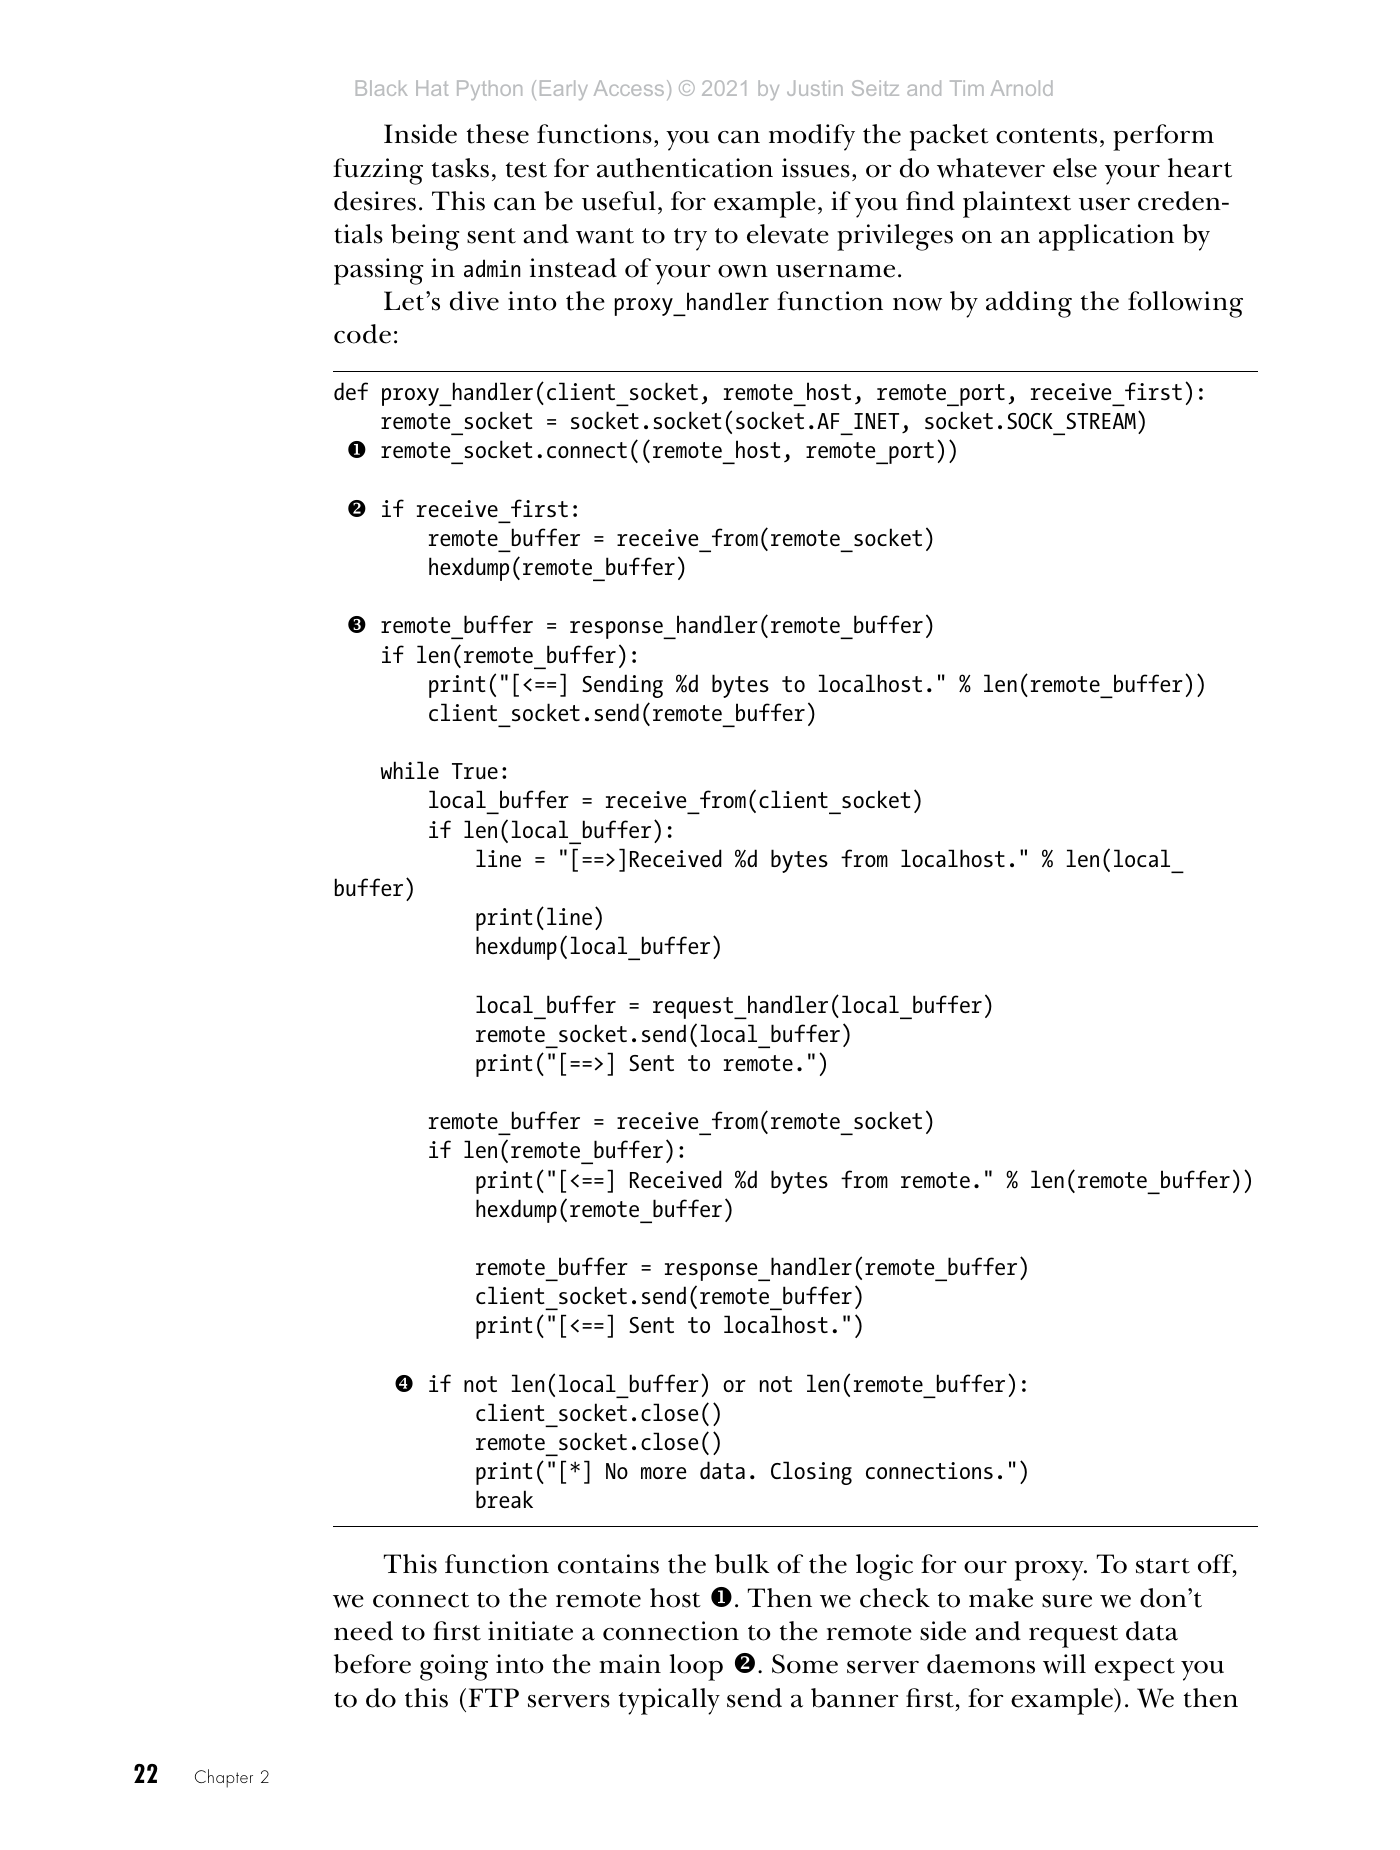 Black Hat Python (Early Access) © 2021 by Justin Seitz and Tim Arnold
Inside these functions, you can modify the packet contents, perform
fuzzing tasks, test for authentication issues, or do whatever else your heart
desires. This can be useful, for example, if you find plaintext user creden-
tials being sent and want to try to elevate privileges on an application by
passing in admin instead of your own username.
Let’s dive into the proxy_handler function now by adding the following
code:
def proxy_handler(client_socket, remote_host, remote_port, receive_first):
    remote_socket = socket.socket(socket.AF_INET, socket.SOCK_STREAM)
 ❶ remote_socket.connect((remote_host, remote_port))

 ❷ if receive_first:
        remote_buffer = receive_from(remote_socket)
        hexdump(remote_buffer)

 ❸ remote_buffer = response_handler(remote_buffer)
    if len(remote_buffer):
        print("[<==] Sending %d bytes to localhost." % len(remote_buffer))
        client_socket.send(remote_buffer)

    while True:
        local_buffer = receive_from(client_socket)
        if len(local_buffer):
            line = "[==>]Received %d bytes from localhost." % len(local_
buffer)
            print(line)
            hexdump(local_buffer)

            local_buffer = request_handler(local_buffer)
            remote_socket.send(local_buffer)
            print("[==>] Sent to remote.")

        remote_buffer = receive_from(remote_socket)
        if len(remote_buffer):
            print("[<==] Received %d bytes from remote." % len(remote_buffer))
            hexdump(remote_buffer)

            remote_buffer = response_handler(remote_buffer)
            client_socket.send(remote_buffer)
            print("[<==] Sent to localhost.")

     ❹ if not len(local_buffer) or not len(remote_buffer):
            client_socket.close()
            remote_socket.close()
            print("[*] No more data. Closing connections.")
            break
This function contains the bulk of the logic for our proxy. To start off,
we connect to the remote host ❶. Then we check to make sure we don’t
need to first initiate a connection to the remote side and request data
before going into the main loop ❷. Some server daemons will expect you
to do this (FTP servers typically send a banner first, for example). We then
22 Chapter 2